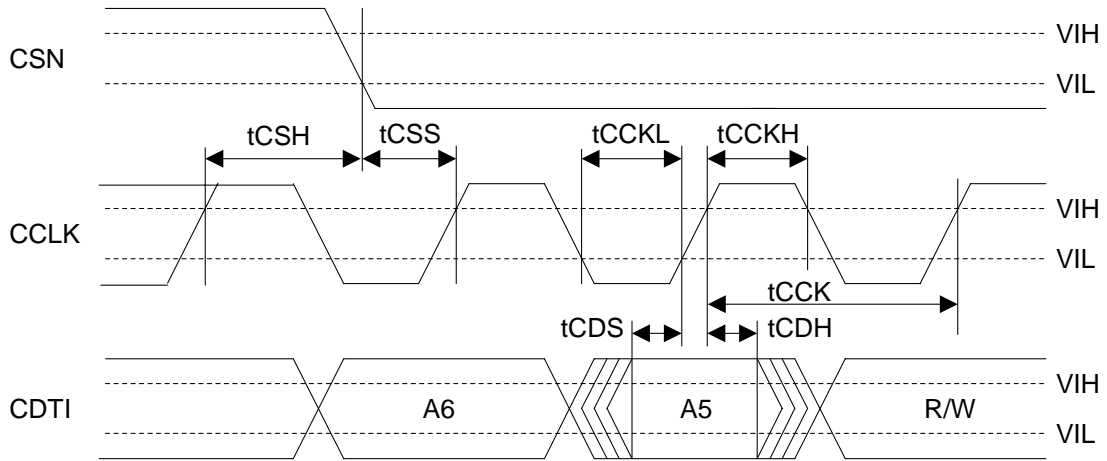 CSN
VIH
VIL
tCSH
tCSS
tCCKL
tCCKH
CCLK
VIH
VIL
tCCK
tCDS
tCDH
CDTI
A6
A5
R/W
VIH
VIL